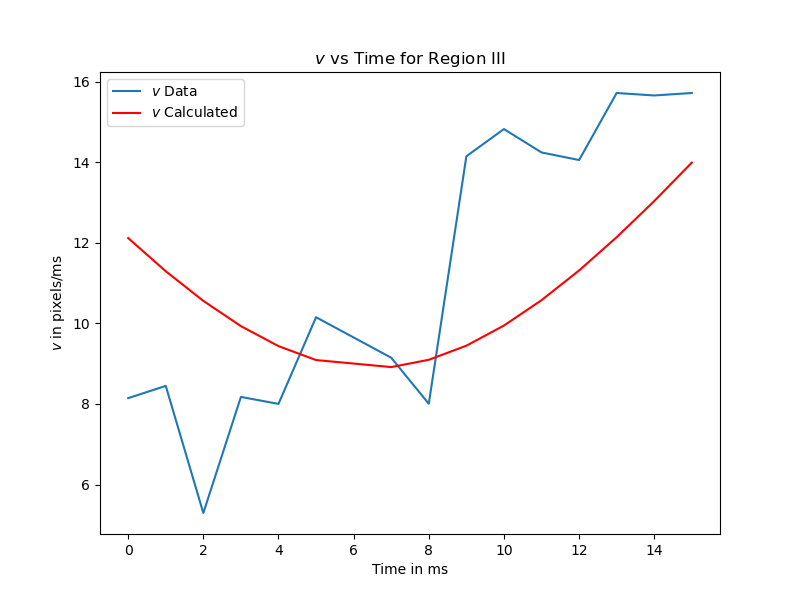 v vs Time for Region III
v Data
v Calculated
16
14
12
10
8
6
v in pixels/ms
0 2 4 6 8 10 12 14
Time in ms